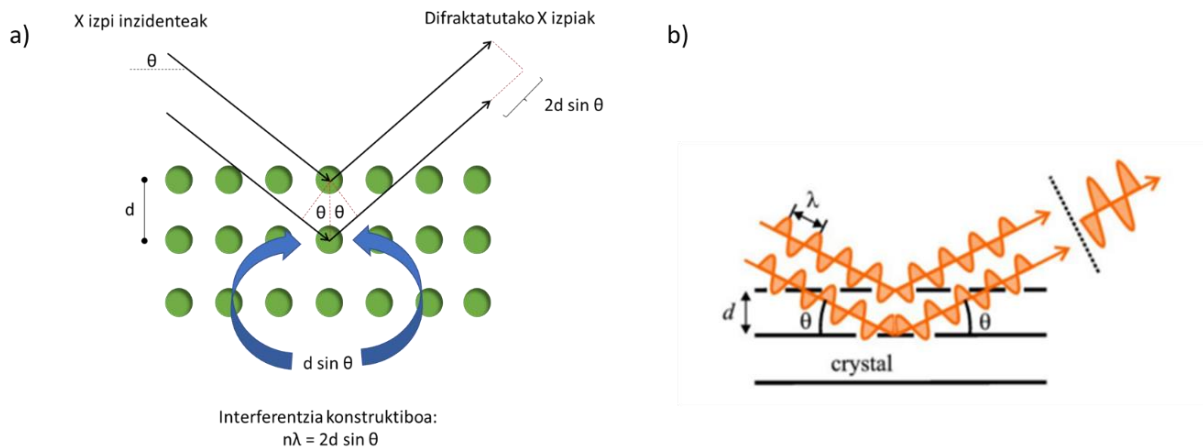 a)
X izpi inzidenteak
Difraktatutako X izpiak
θ
2d sin θ
d
θ θ
d sin θ
Interferentzia konstruktiboa:
nλ = 2d sin θ
b)
λ
d
θ
θ
crystal